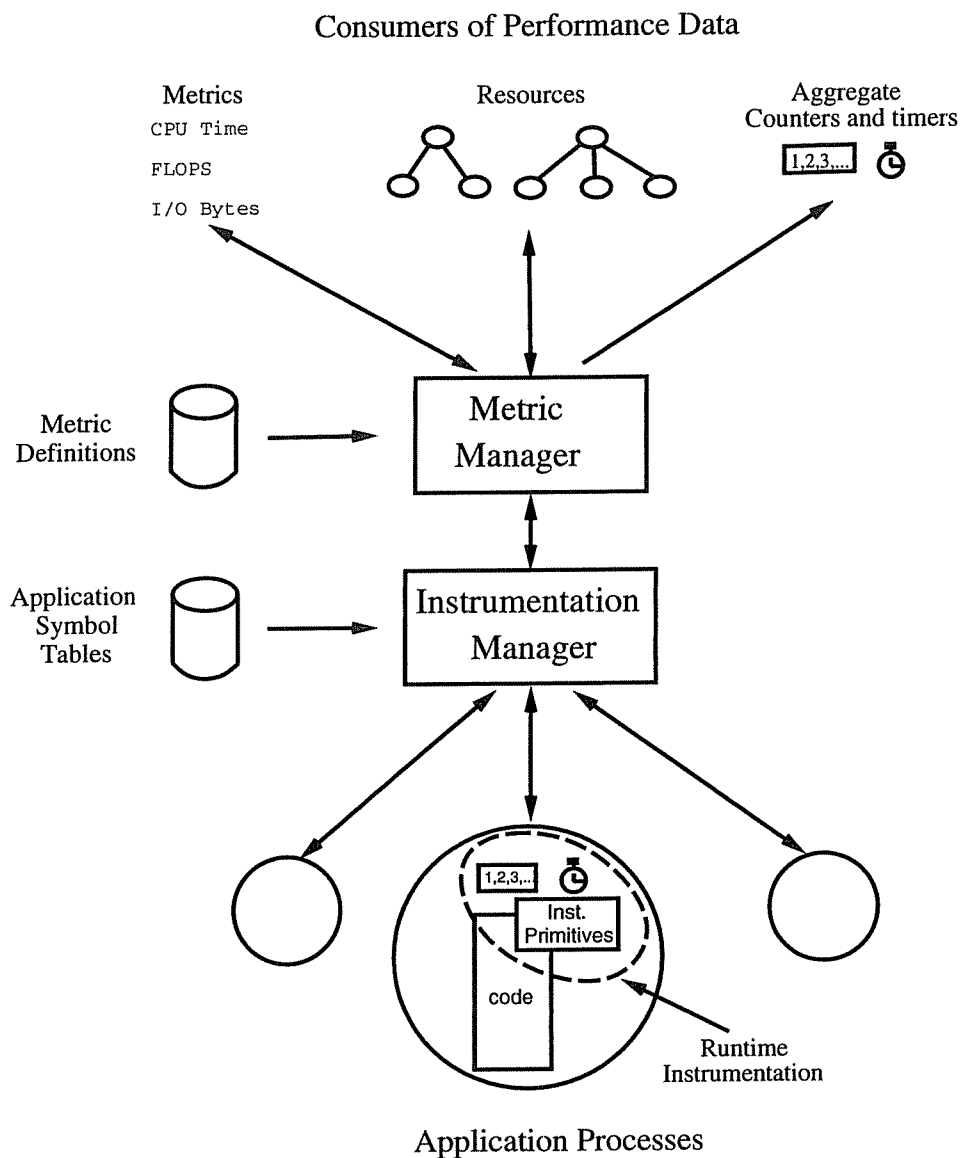 Consumers of Performance Data
Metrics
CPU Time
FLOPS
I/O Bytes
Resources
Aggregate
Counters and timers
1,2,3,...
Metric
Definitions
Metric
Manager
Application
Symbol
Tables
Instrumentation
Manager
1,2,3,...
Inst.
Primitives
code
Runtime
Instrumentation
Application Processes